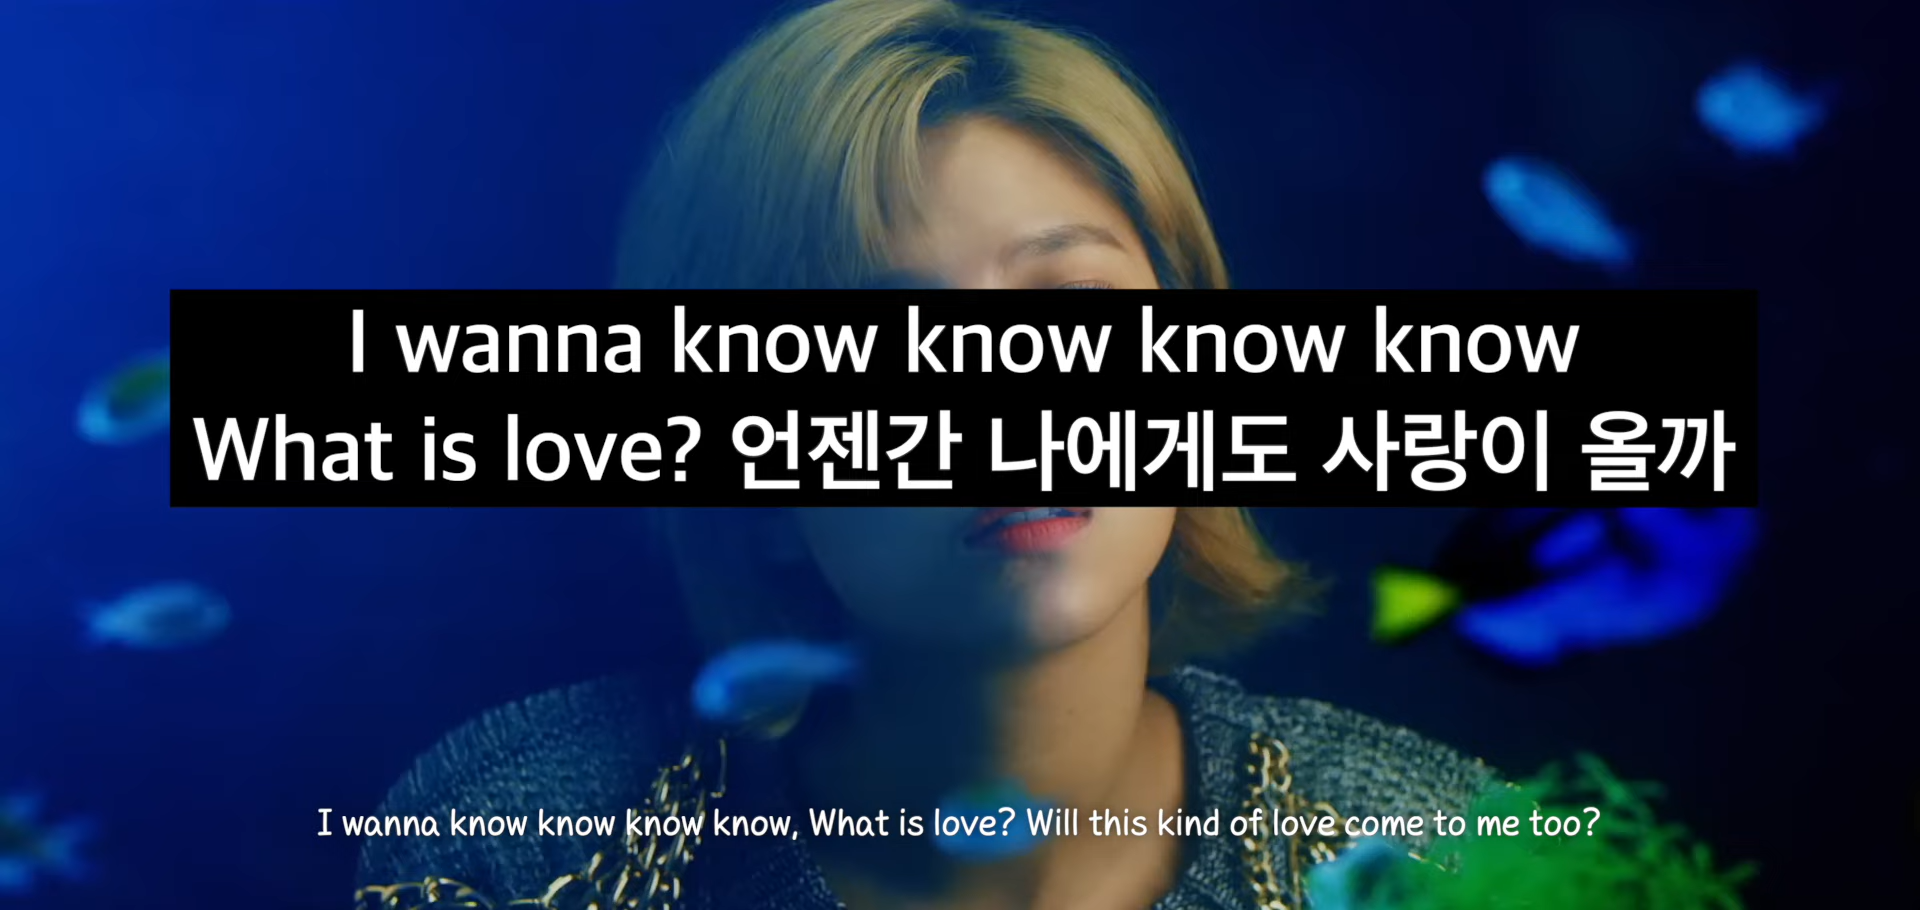 I wanna know know know know
What is love? 언젠간 나에게도 사랑이 올까
I wanna know know know know, What is love? Will this kind of love come to me too?